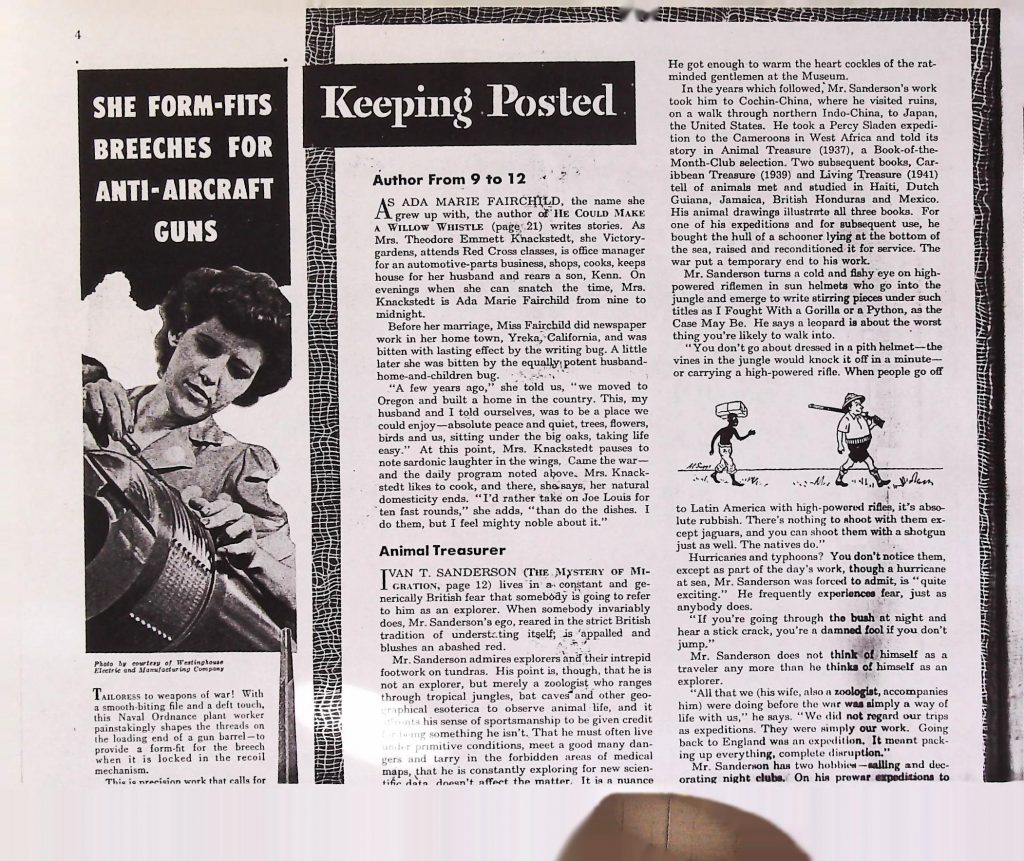 4
SHE FORM-FITS
BREECHES FOR
ANTI-AIRCRAFT
GUNS
Photo by courtesy of Westinghouse
Electric and Manufacturing Company
TAILORESS to weapons of war! With
a smooth-biting file and a deft touch,
this Naval Ordnance plant worker
painstakingly shapes the threads on
the loading end of a gun barrel—to
provide a form-fit for the breech
when it is locked in the recoil
mechanism.
This is precision work that calls for
Keeping Posted
Author From 9 to 12
AS ADA MARIE FAIRCHILD, the name she
grew up with, the author of HE COULD MAKE
A WILLOW WHISTLE (page 21) writes stories. As
Mrs. Theodore Emmett Knackstedt, she Victory-
gardens, attends Red Cross classes, is office manager
for an automotive-parts business, shops, cooks, keeps
house for her husband and rears a son, Kenn. On
evenings when she can snatch the time, Mrs.
Knackstedt is Ada Marie Fairchild from nine to
midnight.
Before her marriage, Miss Fairchild did newspaper
work in her home town, Yreka, California, and was
bitten with lasting effect by the writing bug. A little
later she was bitten by the equally potent husband-
home-and-children bug.
"A few years ago," she told us, "we moved to
Oregon and built a home in the country. This, my
husband and I told ourselves, was to be a place we
could enjoy—absolute peace and quiet, trees, flowers,
birds and us, sitting under the big oaks, taking life
easy." At this point, Mrs. Knackstedt pauses to
note sardonic laughter in the wings. Came the war—
and the daily program noted above. Mrs. Knack-
stedt likes to cook, and there, she says, her natural
domesticity ends. "I'd rather take on Joe Louis for
ten fast rounds," she adds, "than do the dishes. I
do them, but I feel mighty noble about it."
Animal Treasurer
IVAN T. SANDERSON (THE MYSTERY OF MI-
GRATION, page 12) lives in a constant and ge-
nerically British fear that somebody is going to refer
to him as an explorer. When somebody invariably
does, Mr. Sanderson's ego, reared in the strict British
tradition of understating itself, is appalled and
blushes an abashed red.
Mr. Sanderson admires explorers and their intrepid
footwork on tundras. His point is, though, that he is
not an explorer, but merely a zoologist who ranges
through tropical jungles, bat caves and other geo-
graphical esoterica to observe animal life, and it
affronts his sense of sportsmanship to be given credit
for being something he isn't. That he must often live
under primitive conditions, meet a good many dan-
gers and tarry in the forbidden areas of medical
maps, that he is constantly exploring for new scien-
tific data, doesn't affect the matter. It is a nuance
He got enough to warm the heart cockles of the rat-
minded gentlemen at the Museum.
In the years which followed, Mr. Sanderson's work
took him to Cochin-China, where he visited ruins,
on a walk through northern Indo-China, to Japan,
the United States. He took a Percy Sladen expedi-
tion to the Cameroons in West Africa and told its
story in Animal Treasure (1937), a Book-of-the-
Month-Club selection. Two subsequent books, Car-
ibbean Treasure (1939) and Living Treasure (1941)
tell of animals met and studied in Haiti, Dutch
Guiana, Jamaica, British Honduras and Mexico.
His animal drawings illustrate all three books. For
one of his expeditions and for subsequent use, he
bought the hull of a schooner lying at the bottom of
the sea, raised and reconditioned it for service. The
war put a temporary end to his work.
Mr. Sanderson turns a cold and fishy eye on high-
powered riflemen in sun helmets who go into the
jungle and emerge to write stirring pieces under such
titles as I Fought With a Gorilla or a Python, as the
Case May Be. He says a leopard is about the worst
thing you're likely to walk into.
"You don't go about dressed in a pith helmet—the
vines in the jungle would knock it off in a minute—
or carrying a high-powered rifle. When people go off
to Latin America with high-powered rifles, it's abso-
lute rubbish. There's nothing to shoot with them ex-
cept jaguars, and you can shoot them with a shotgun
just as well. The natives do."
Hurricanes and typhoons? You don't notice them,
except as part of the day's work, though a hurricane
at sea, Mr. Sanderson was forced to admit, is "quite
exciting." He frequently experiences fear, just as
anybody does.
"If you're going through the bush at night and
hear a stick crack, you're a damned fool if you don't
jump."
Mr. Sanderson does not think of himself as a
traveler any more than he thinks of himself as an
explorer.
"All that we (his wife, also a zoologist, accompanies
him) were doing before the war was simply a way of
life with us," he says. "We did not regard our trips
as expeditions. They were simply our work. Going
back to England was an expedition. It meant pack-
ing up everything, complete disruption."
Mr. Sanderson has two hobbies—sailing and dec-
orating night clubs. On his prewar expeditions to